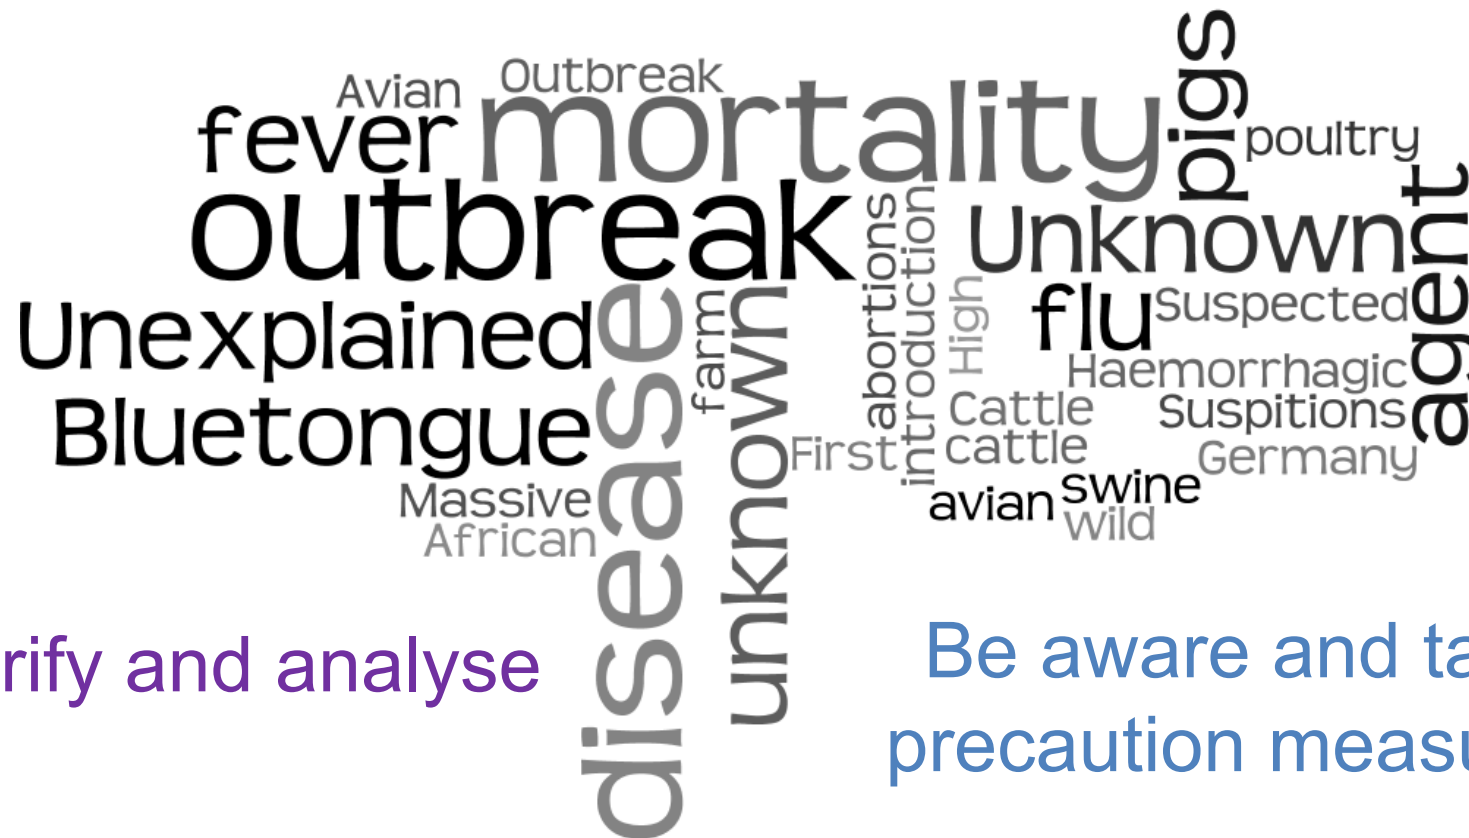 Avian
Outbreak
fever
mortality
pigs
poultry
outbreak
abortions
introduction
Unknown
agent
Unexplained
disease
farm
unknown
High
flu
Suspected
Haemorrhagic
Bluetongue
First
Cattle
cattle
Suspitions
Germany
Massive
African
avian
swine
wild
rify and analyse
Be aware and ta
precaution measu